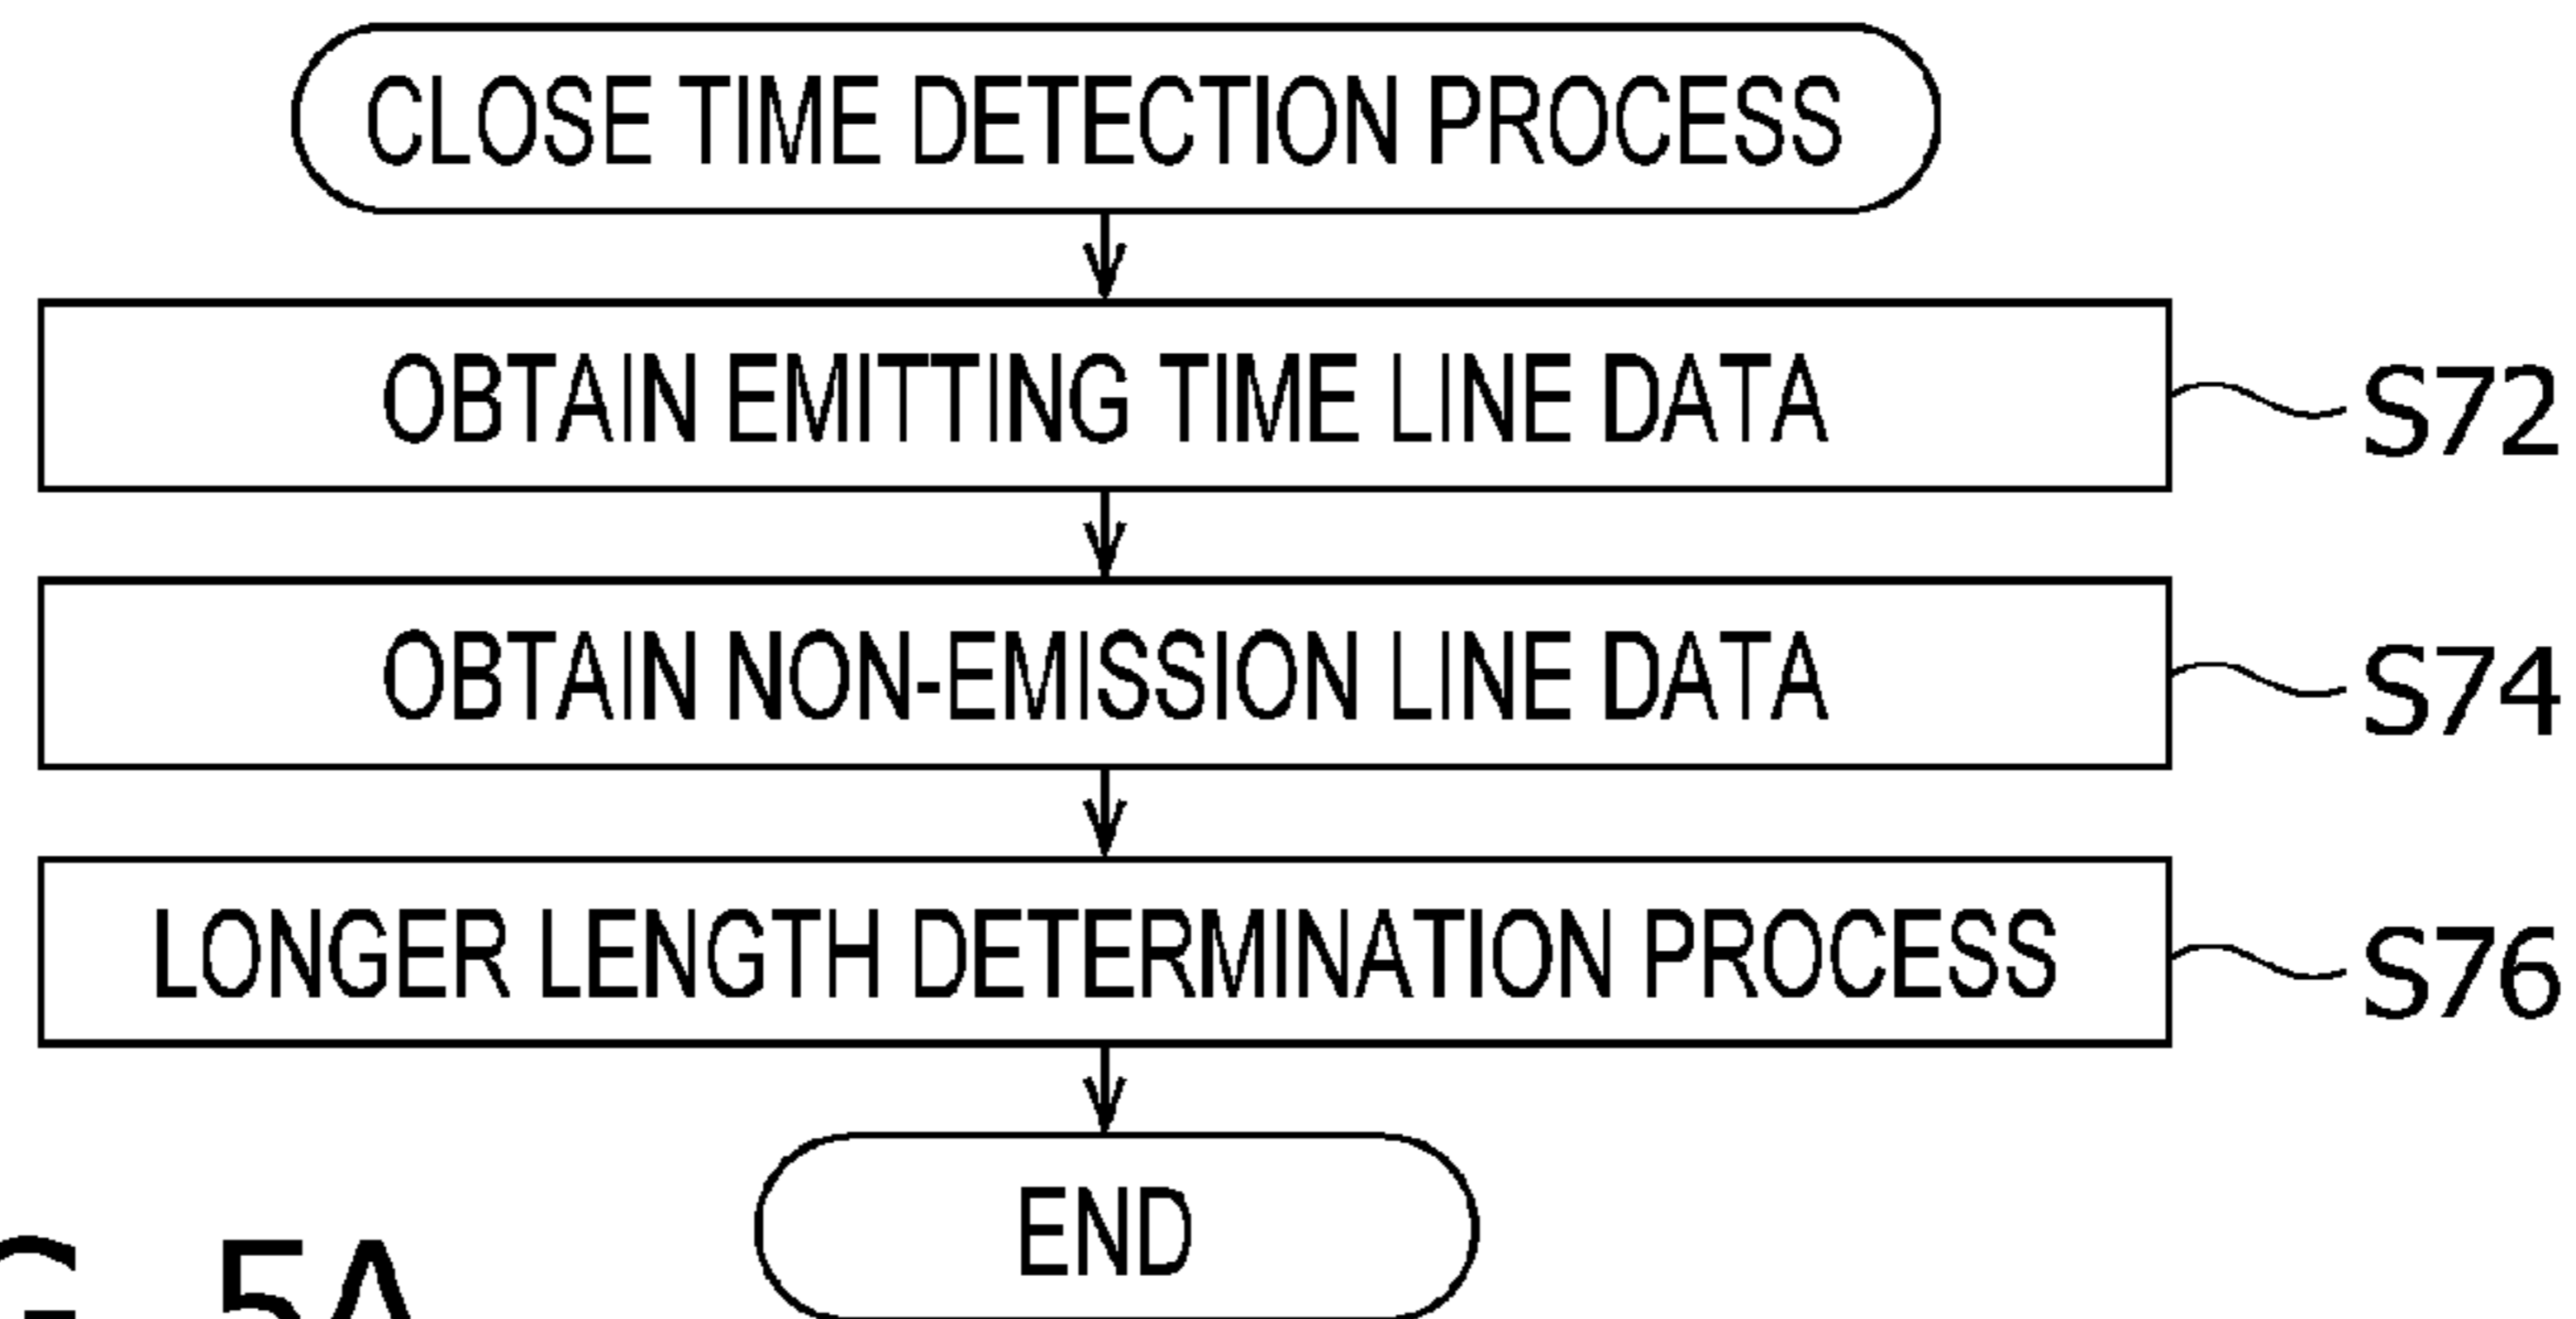 CLOSE TIME DETECTION PROCESS
OBTAIN EMITTING TIME LINE DATA
S72
OBTAIN NON-EMISSION LINE DATA
S74
LONGER LENGTH DETERMINATION PROCESS
S76
END
5A